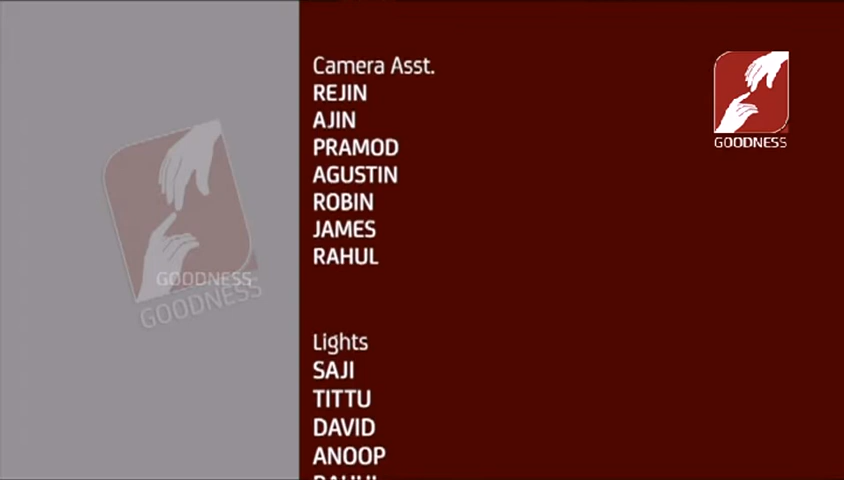 Camera Asst.
REJIN
AJIN
PRAMOD
AGUSTIN
ROBIN
JAMES
RAHUL
Lights
SAJI
TITTU
DAVID
ANOOP
GOODNESS
GOODNESS
GOODNESS